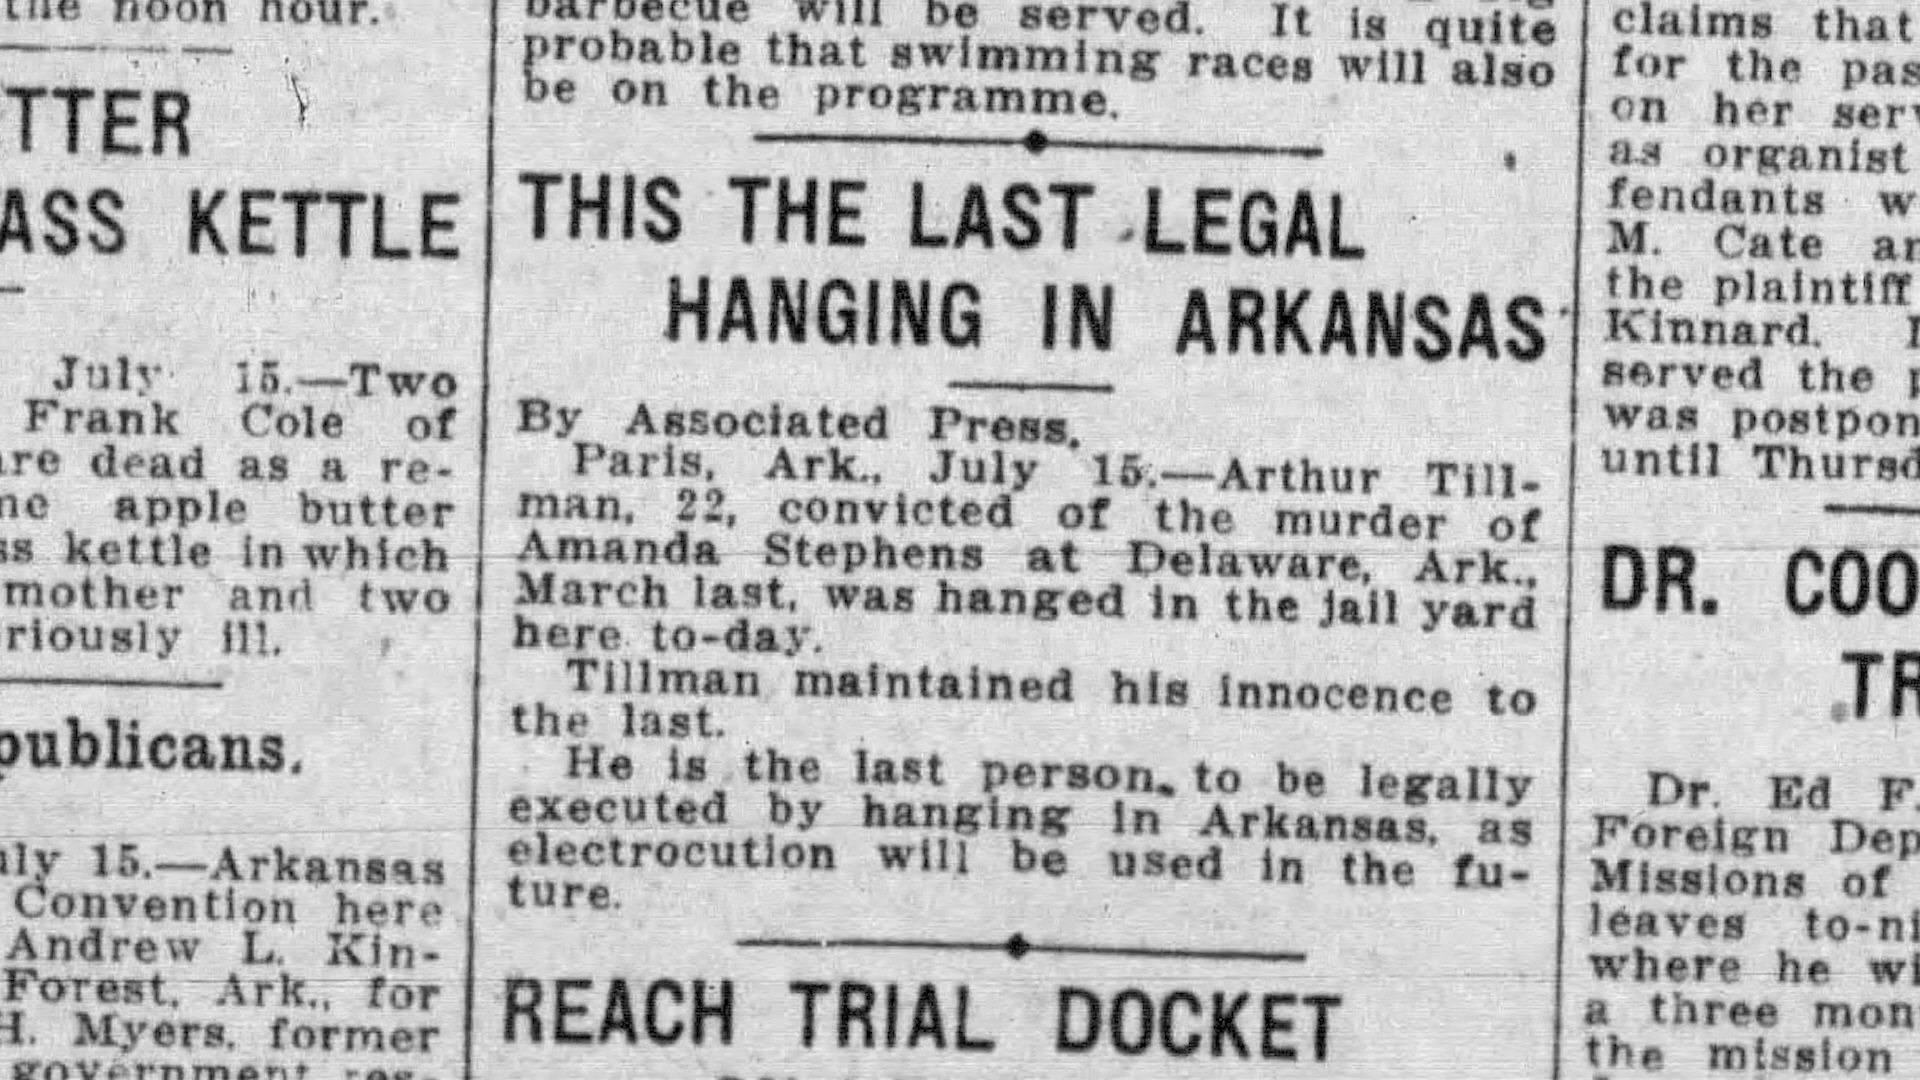 the noon hour.
TTER
ASS KETTLE
July 15.—Two
Frank Cole of
are dead as a re-
apple butter
ss kettle in which
mother and two
riously ill.
publicans.
uly 15.—Arkansas
Convention here
Andrew L. Kin-
Forest, Ark., for
H. Myers, former
government
barbecue will be served. It is quite
probable that swimming races will also
be on the programme.
THIS THE LAST LEGAL
HANGING IN ARKANSAS
By Associated Press.
Paris, Ark., July 15.—Arthur Till-
man, 22, convicted of the murder of
Amanda Stephens at Delaware, Ark.,
March last, was hanged in the jail yard
here to-day.
Tillman maintained his innocence to
the last.
He is the last person to be legally
executed by hanging in Arkansas, as
electrocution will be used in the fu-
ture.
REACH TRIAL DOCKET
claims that
for the pas
on her serv
as organist
fendants w
M. Cate an
the plaintiff
Kinnard.
served the p
was postpon
until Thursd
DR. COO
TR
Dr. Ed F.
Foreign Dep
Missions of
leaves to-ni
where he wi
a three mon
the mission